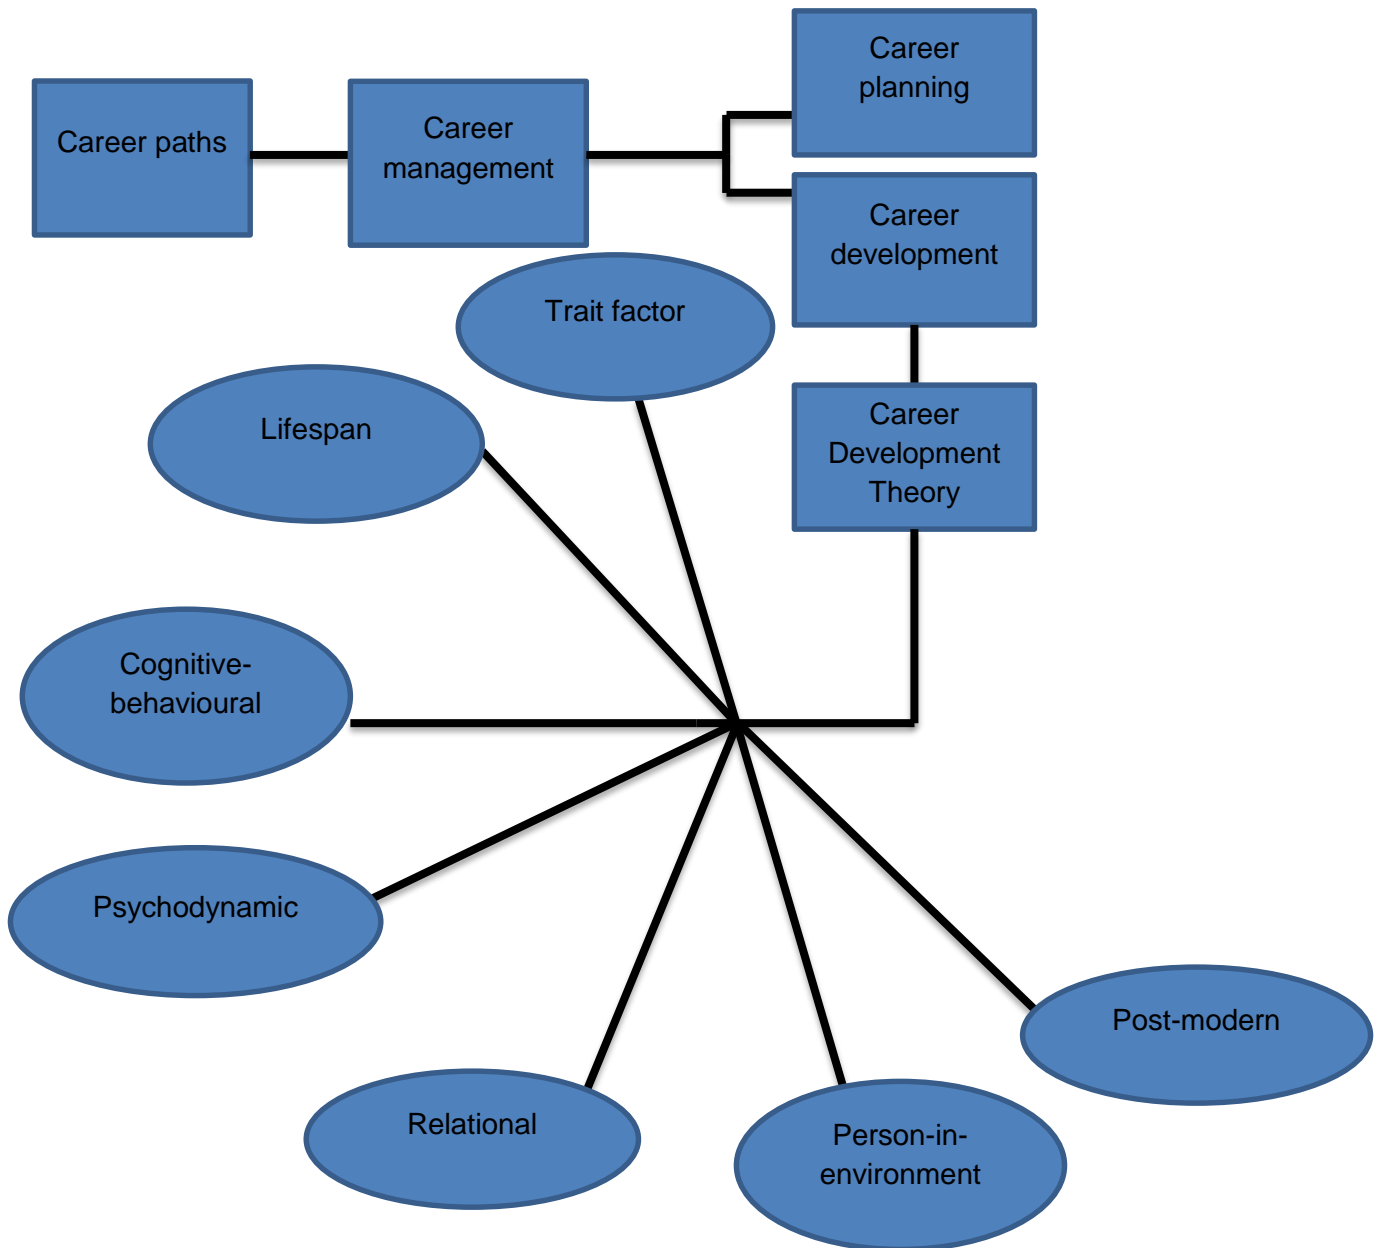 Career
planning
Career paths
Career
management
Career
development
Trait factor
Career
Development
Theory
Lifespan
Cognitive-
behavioural
Psychodynamic
Post-modern
Relational
Person-in-
environment